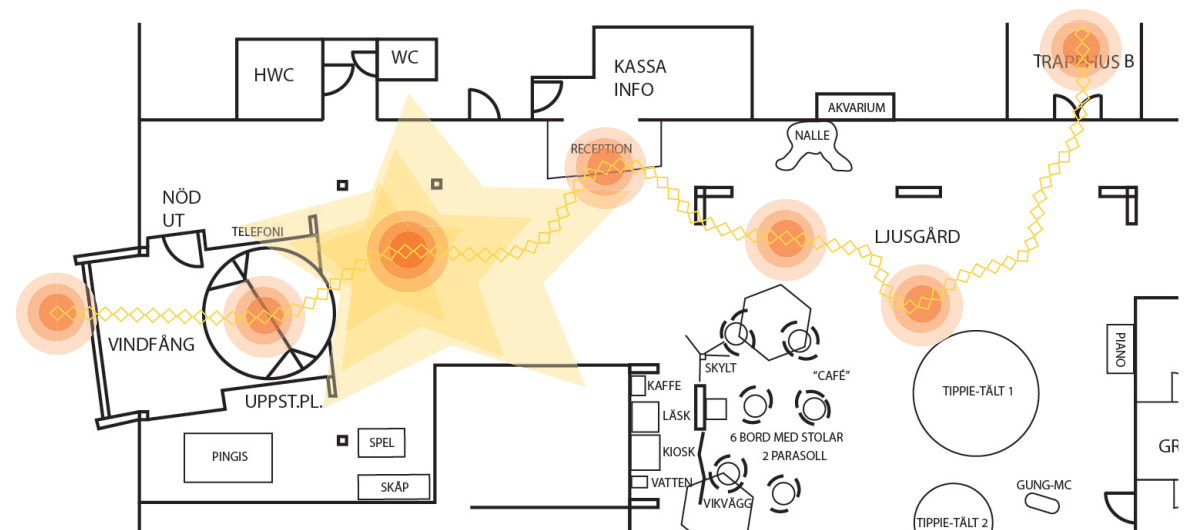 HWC
WC
KASSA
INFO
TRAPPHUS B
AKVARIUM
NALLE
RECEPTION
NÖD
UT
TELEFONI
LJUSGÅRD
VINDFÅNG
UPPST.PL.
SKYLT
PIANO
KAFFE
"CAFÉ"
TIPPIE-TÄLT 1
LÄSK
6 BORD MED STOLAR
2 PARASOLL
PINGIS
SPEL
KIOSK
GR
SKÅP
VATTEN
VIKVÄGG
GUNG-MC
TIPPIE-TÄLT 2